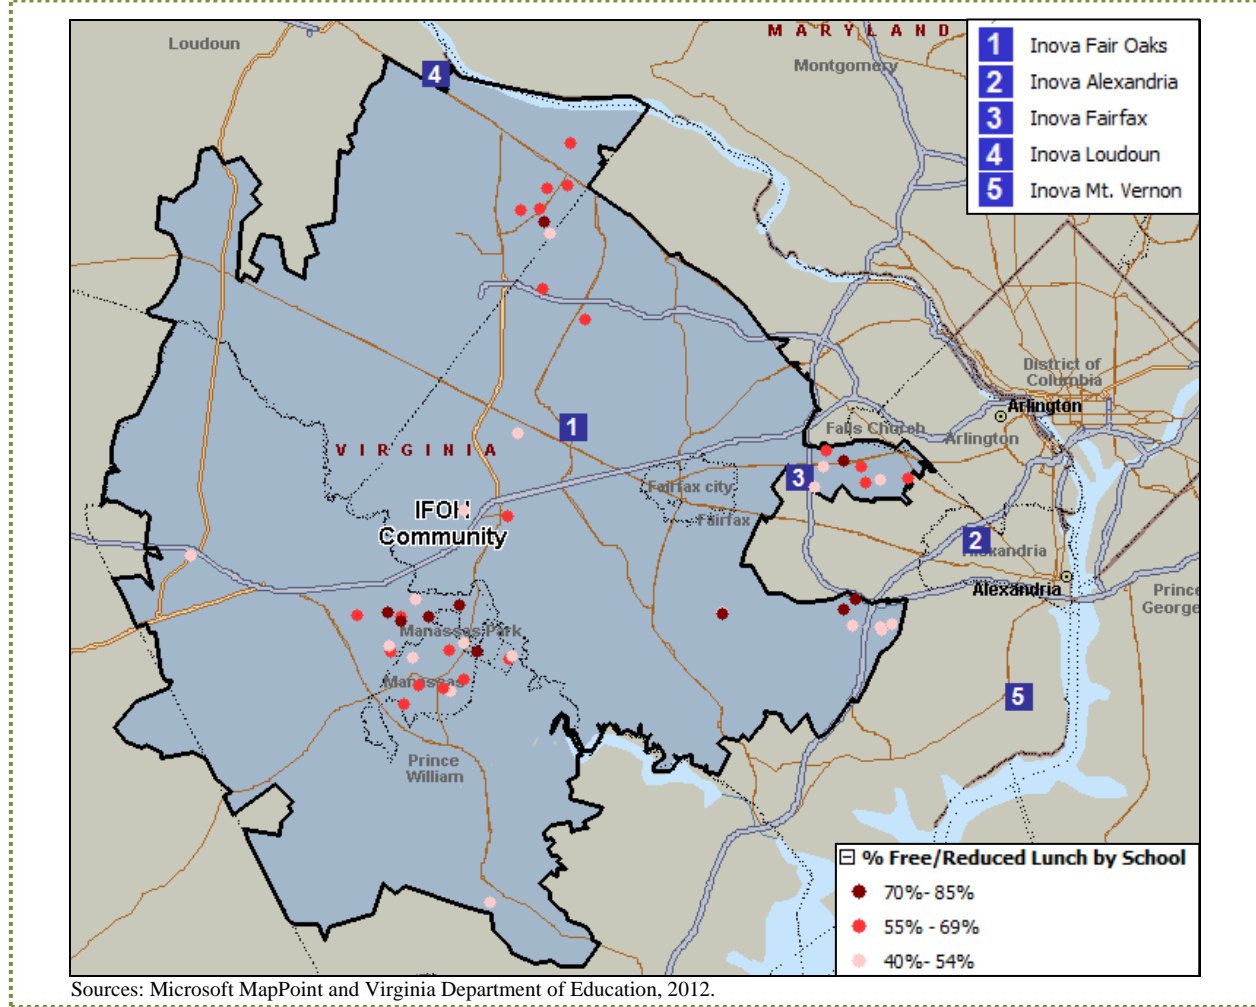 MARYLAND
Loudoun
Montgomery
1 Inova Fair Oaks
2 Inova Alexandria
3 Inova Fairfax
4 Inova Loudoun
5 Inova Mt. Vernon
4
District of
Columbia
Arlington
1
Falls Church
Arlington
VIRGINIA
3
Fairfax city
IFOH
Community
Fairfax
2
Alexandria
Alexandria
Prince
George
Manassas Park
Manassas
5
Prince
William
% Free/Reduced Lunch by School
70%- 85%
55% - 69%
40%- 54%
Sources: Microsoft MapPoint and Virginia Department of Education, 2012.